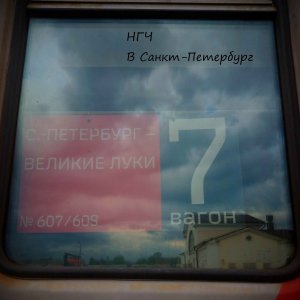 НГЧ
В Санкт-Петербург
С.-ПЕТЕРБУРГ –
ВЕЛИКИЕ ЛУКИ
№ 607/609
7
вагон